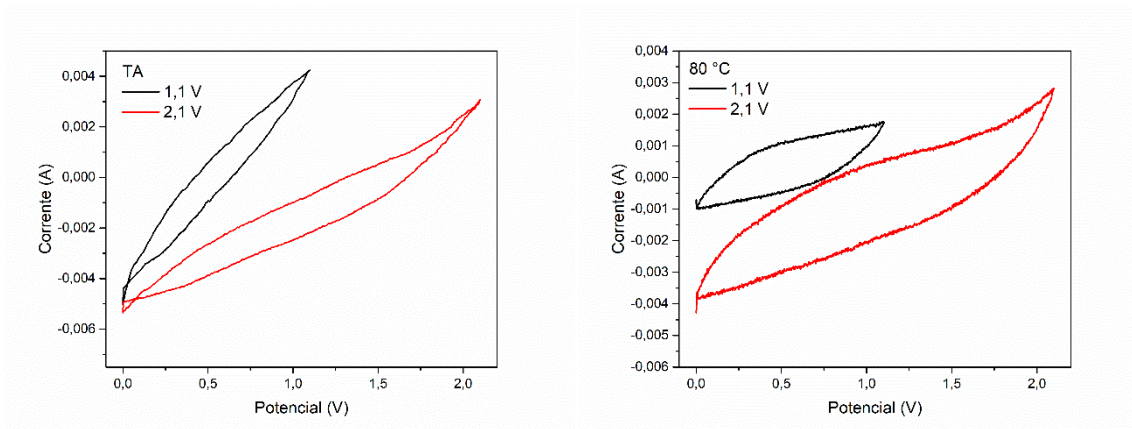 TA
1,1 V
2,1 V
0,004
0,002
0,000
-0,002
-0,004
-0,006
Corrente (A)
0,0 0,5 1,0 1,5 2,0
Potencial (V)
80 °C
1,1 V
2,1 V
0,004
0,003
0,002
0,001
0,000
-0,001
-0,002
-0,003
-0,004
-0,005
-0,006
Corrente (A)
0,0 0,5 1,0 1,5 2,0
Potencial (V)